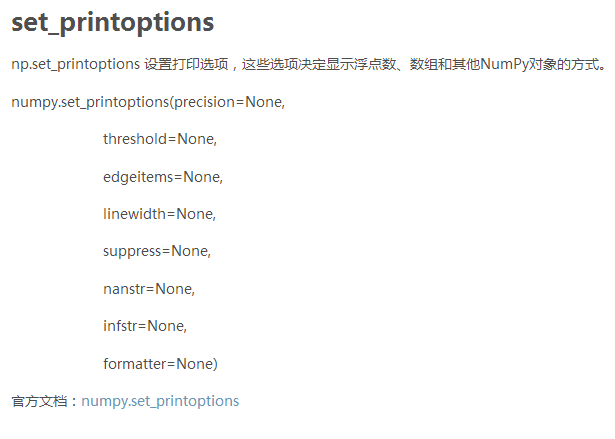 set_printoptions
np.set_printoptions 设置打印选项，这些选项决定显示浮点数、数组和其他NumPy对象的方式。
numpy.set_printoptions(precision=None,
threshold=None,
edgeitems=None,
linewidth=None,
suppress=None,
nanstr=None,
infstr=None,
formatter=None)
官方文档：numpy.set_printoptions